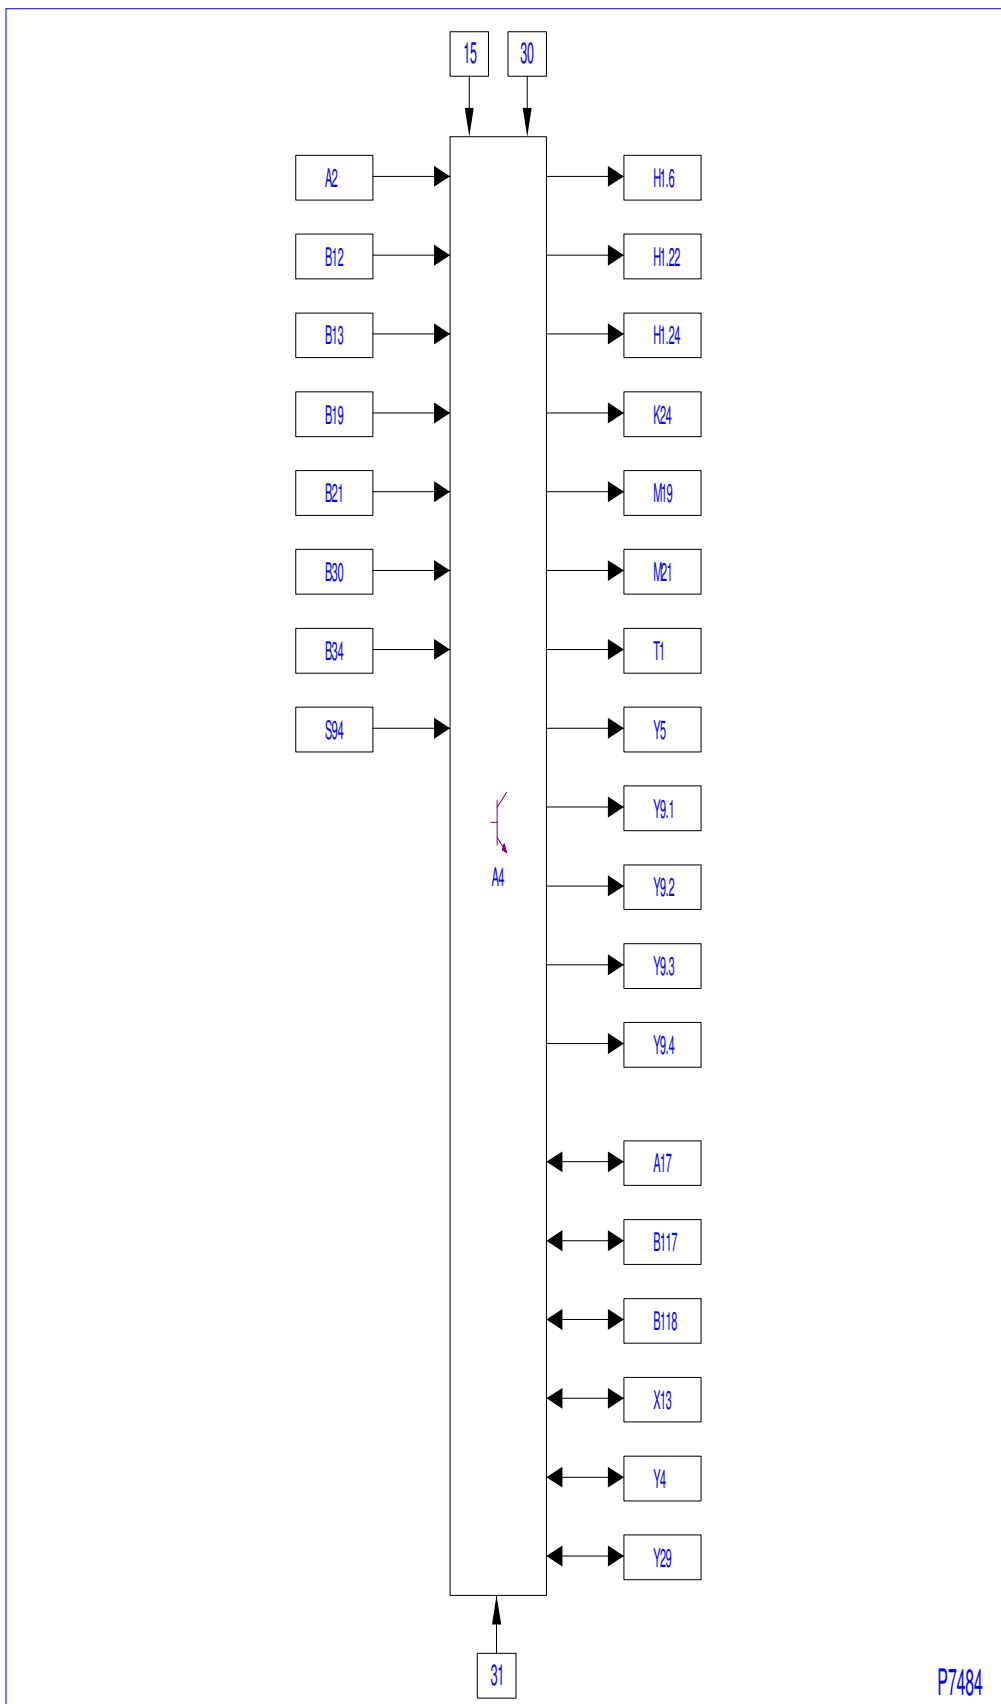 15 30
A2 H1.6
B12 H1.22
B13 H1.24
B19 K24
B21 M19
B30 M21
B34 T1
S94 Y5
Y9.1
A4
Y9.2
Y9.3
Y9.4
A17
B117
B118
X13
Y4
Y29
31
P7484